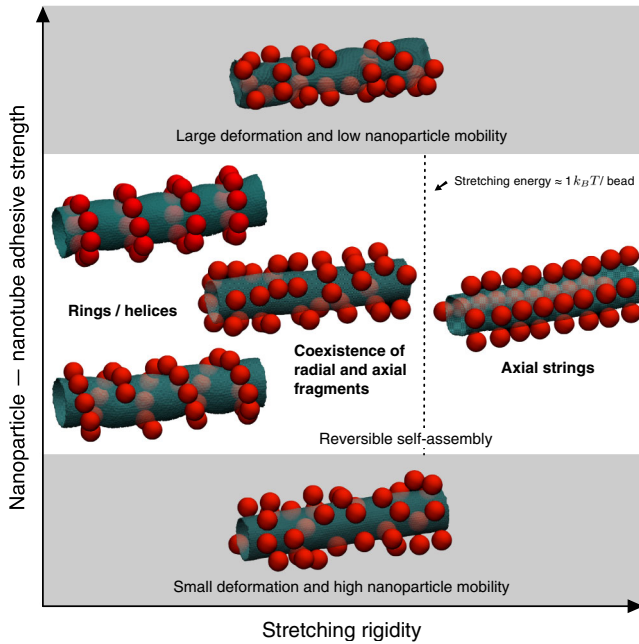 Large deformation and low nanoparticle mobility
Stretching energy ≈ 1 k_BT/ bead
Rings / helices
Coexistence of
radial and axial
fragments
Axial strings
Reversible self-assembly
Small deformation and high nanoparticle mobility
Nanoparticle — nanotube adhesive strength
Stretching rigidity